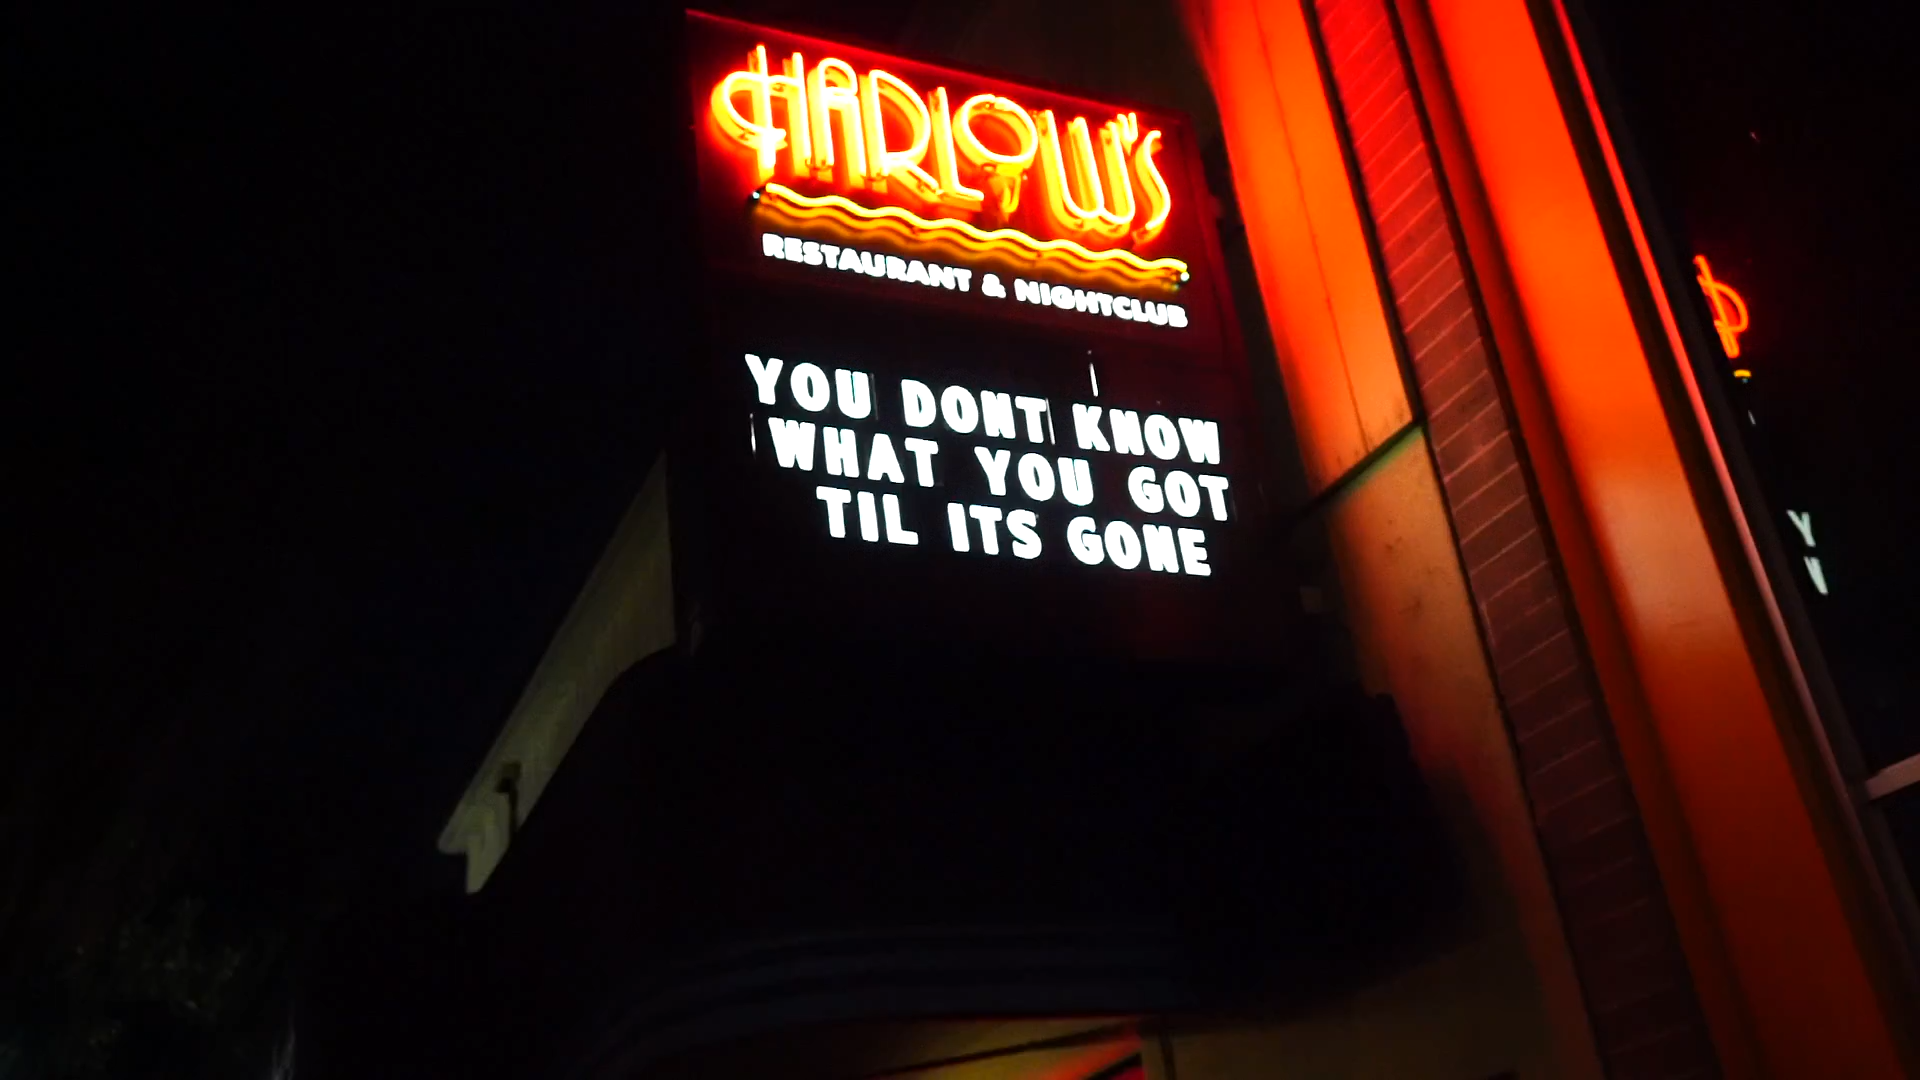 HARLOW'S
RESTAURANT & NIGHTCLUB
YOU DONT KNOW
WHAT YOU GOT
TIL ITS GONE
Y
W